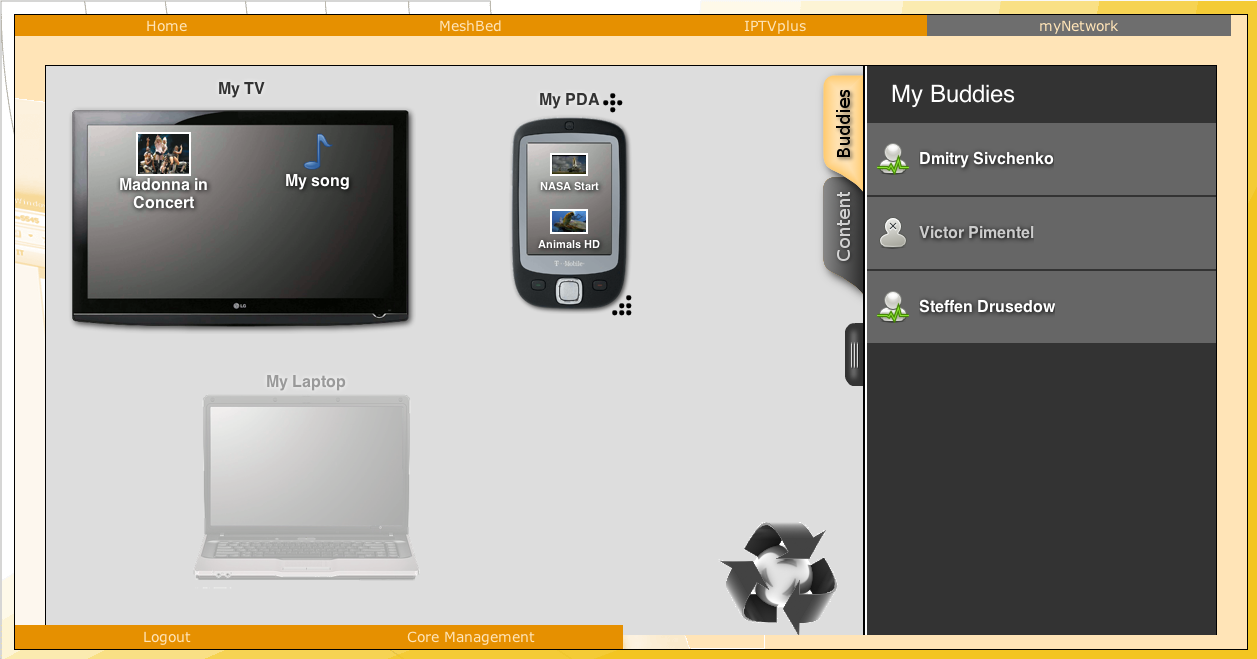 Home
MeshBed
IPTVplus
myNetwork
My TV
Madonna in
Concert
My song
LG
My PDA
NASA Start
Animals HD
T · Mobile
My Laptop
Buddies
Content
My Buddies
Dmitry Sivchenko
Victor Pimentel
Steffen Drusedow
Logout
Core Management